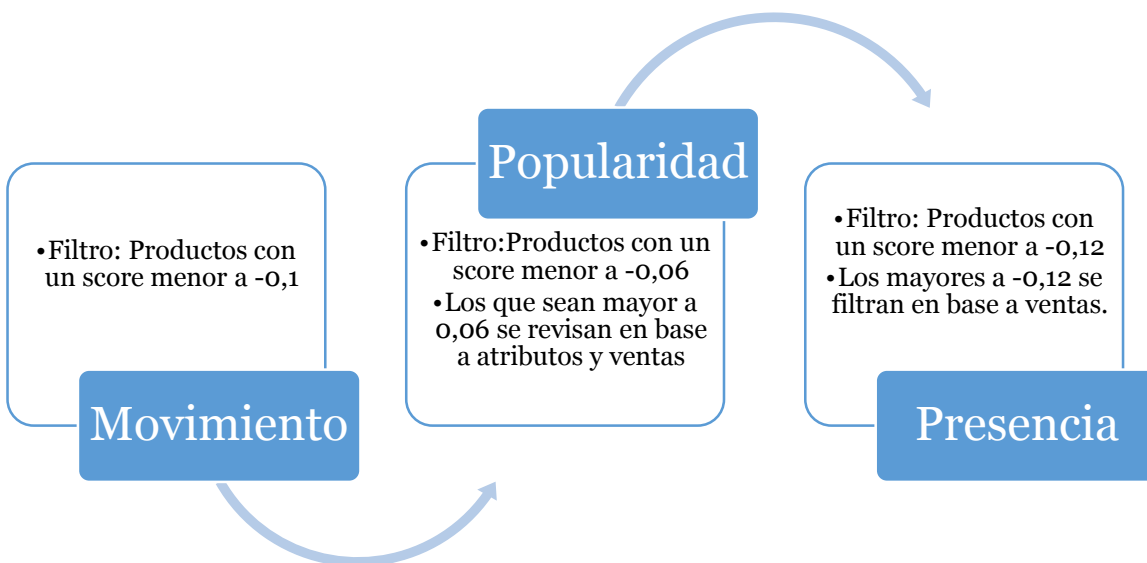 •Filtro: Productos con
un score menor a -0,1
Movimiento
Popularidad
•Filtro:Productos con un
score menor a -0,06
•Los que sean mayor a
0,06 se revisan en base
a atributos y ventas
•Filtro: Productos con
un score menor a -0,12
•Los mayores a -0,12 se
filtran en base a ventas.
Presencia